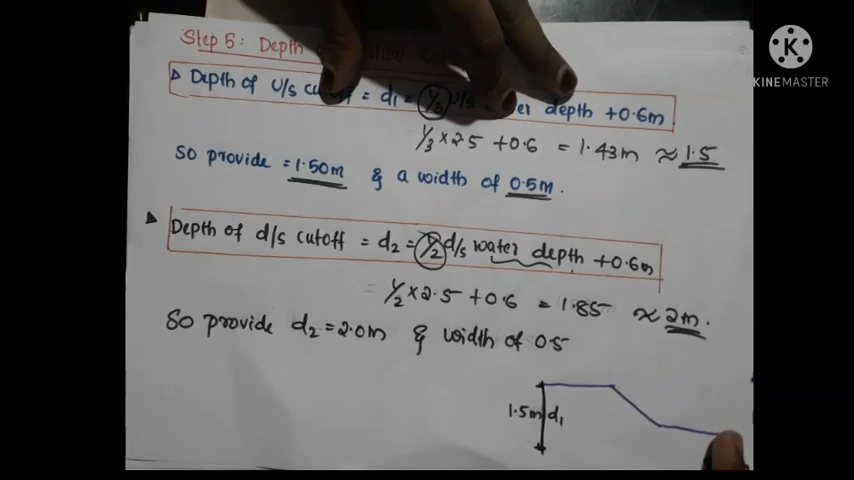 Step 5: Depth
K
KINEMASTER
Depth of U/s = d1 = 1/3 U/s depth + 0.6m.
1/3 × 2.5 + 0.6 = 1.43m ≈ 1.5
So provide = 1.50m & a width of 0.5m.
Depth of d/s cutoff = d2 = 1/2 d/s water depth + 0.6m
= 1/2 × 2.5 + 0.6 = 1.85 ≈ 2m.
So provide d2 = 2.0m & width of 0.5
1.5m d1